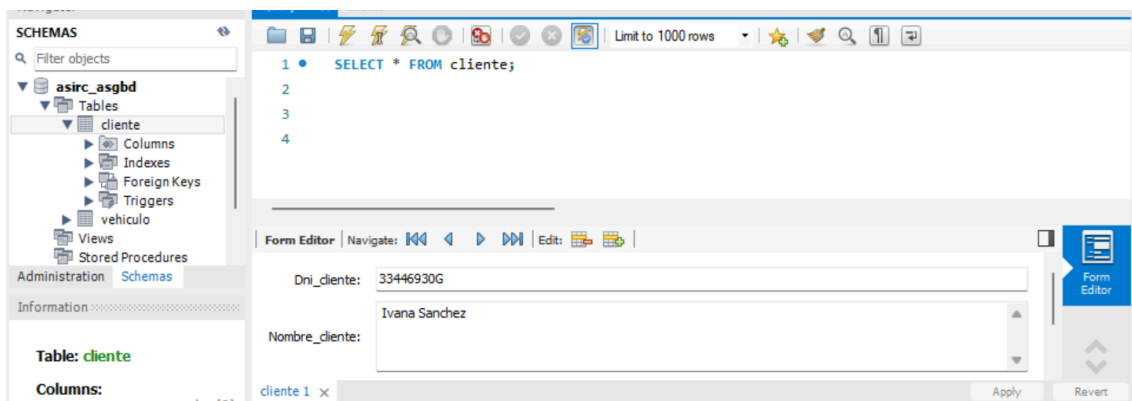 SCHEMAS
Filter objects
asirc_asgbd
Tables
cliente
Columns
Indexes
Foreign Keys
Triggers
vehiculo
Views
Stored Procedures
Administration Schemas
Information
Table: cliente
Columns:
Limit to 1000 rows
1 SELECT * FROM cliente;
2
3
4
Form Editor Navigate: Edit:
Dni_cliente: 33446930G
Nombre_cliente: Ivana Sanchez
Form
Editor
cliente 1
Apply Revert